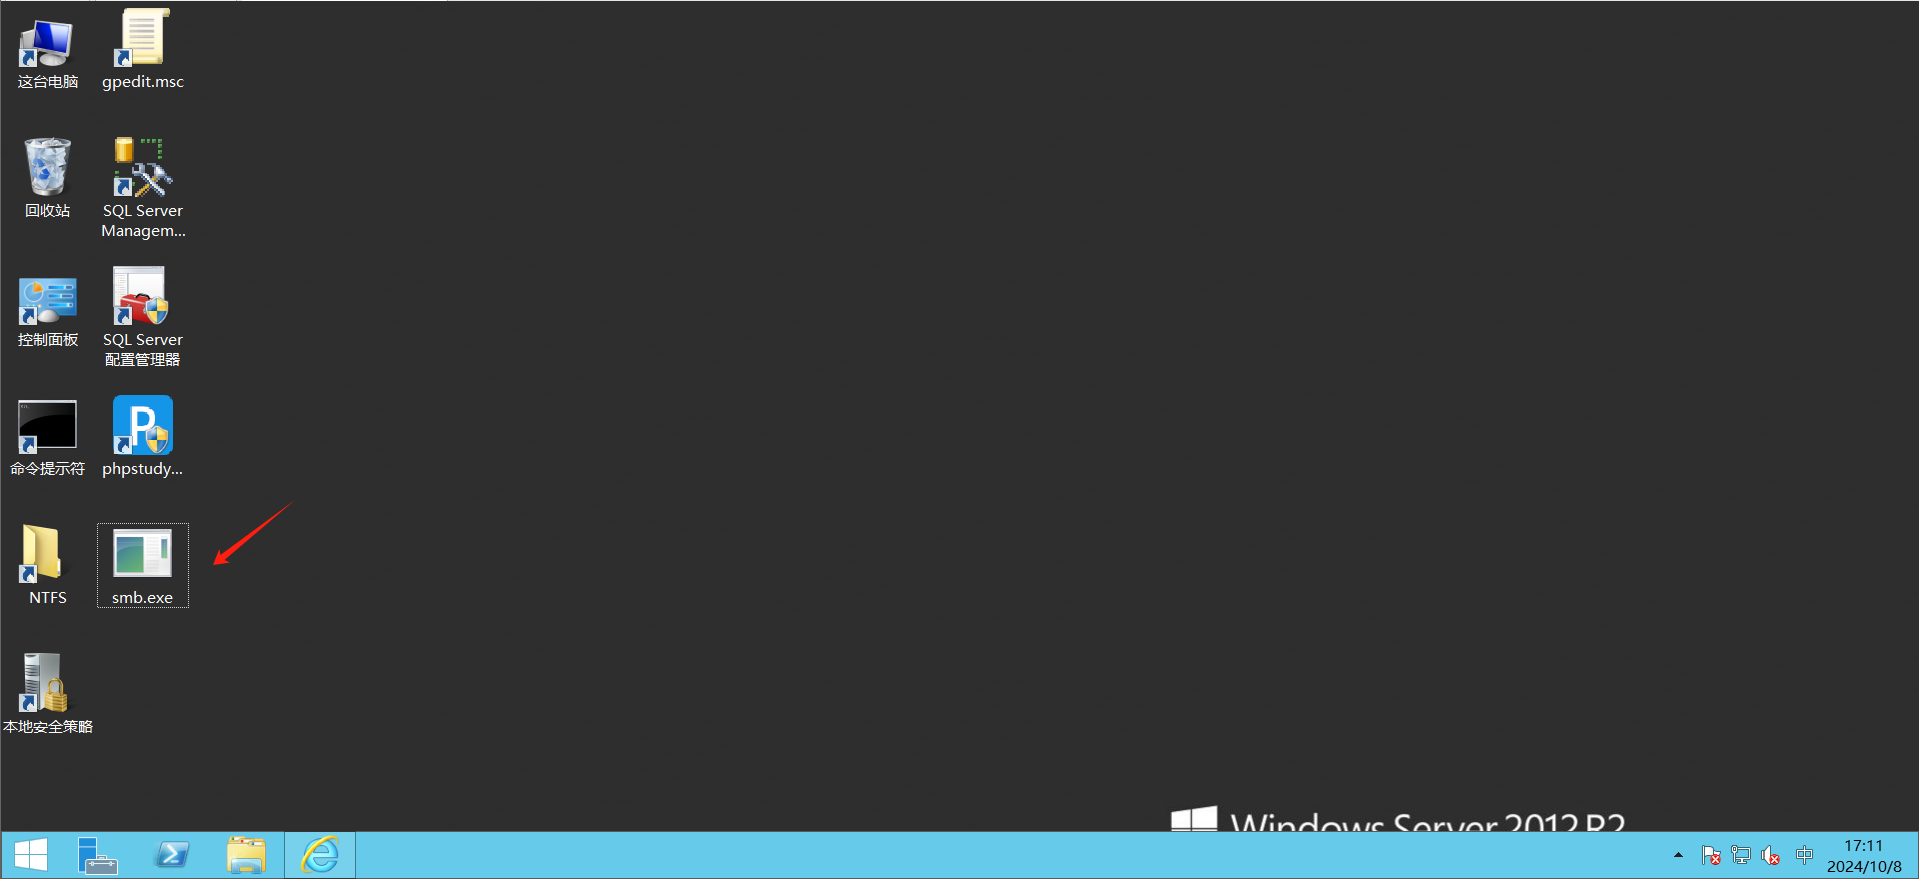 这台电脑
gpedit.msc
回收站
SQL Server
Managem...
控制面板
SQL Server
配置管理器
命令提示符
phpstudy...
NTFS
smb.exe
本地安全策略
Windows Server 2012 R2
中
17:11
2024/10/8